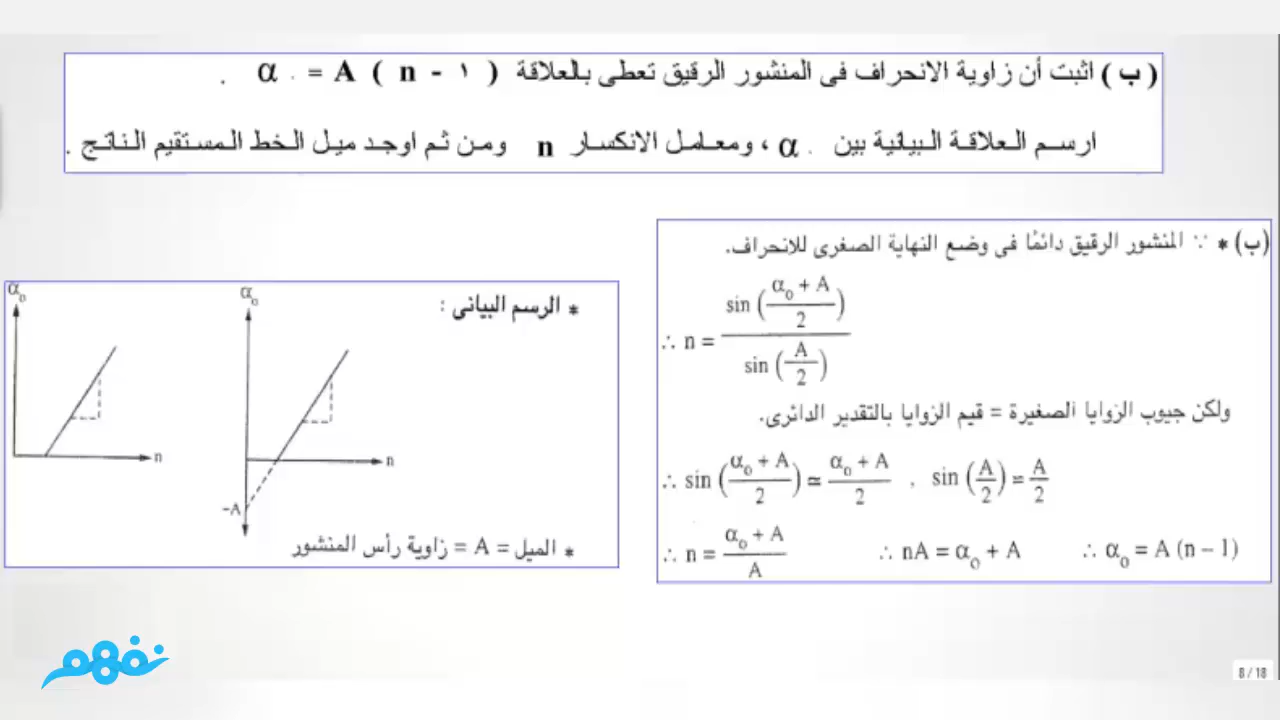 (ب) اثبت أن زاوية الانحراف فى المنشور الرقيق تعطى بالعلاقة α . = A ( n - ١ ) .
ارسم العلاقة البيانية بين α . ، ومعامل الانكسار n ومن ثم اوجد ميل الخط المستقيم الناتج .
(ب) * ∵ المنشور الرقيق دائمًا فى وضع النهاية الصغرى للانحراف.
∴ n = sin ((α₀ + A)/2) / sin (A/2)
ولكن جيوب الزوايا الصغيرة = قيم الزوايا بالتقدير الدائرى.
∴ sin ((α₀ + A)/2) ≃ (α₀ + A)/2 , sin (A/2) ≃ A/2
∴ n = (α₀ + A)/A ∴ nA = α₀ + A ∴ α₀ = A (n – 1)
* الرسم البيانى :
α₀
n
α₀
n
–A
* الميل = A = زاوية رأس المنشور
نفهم
8 / 18